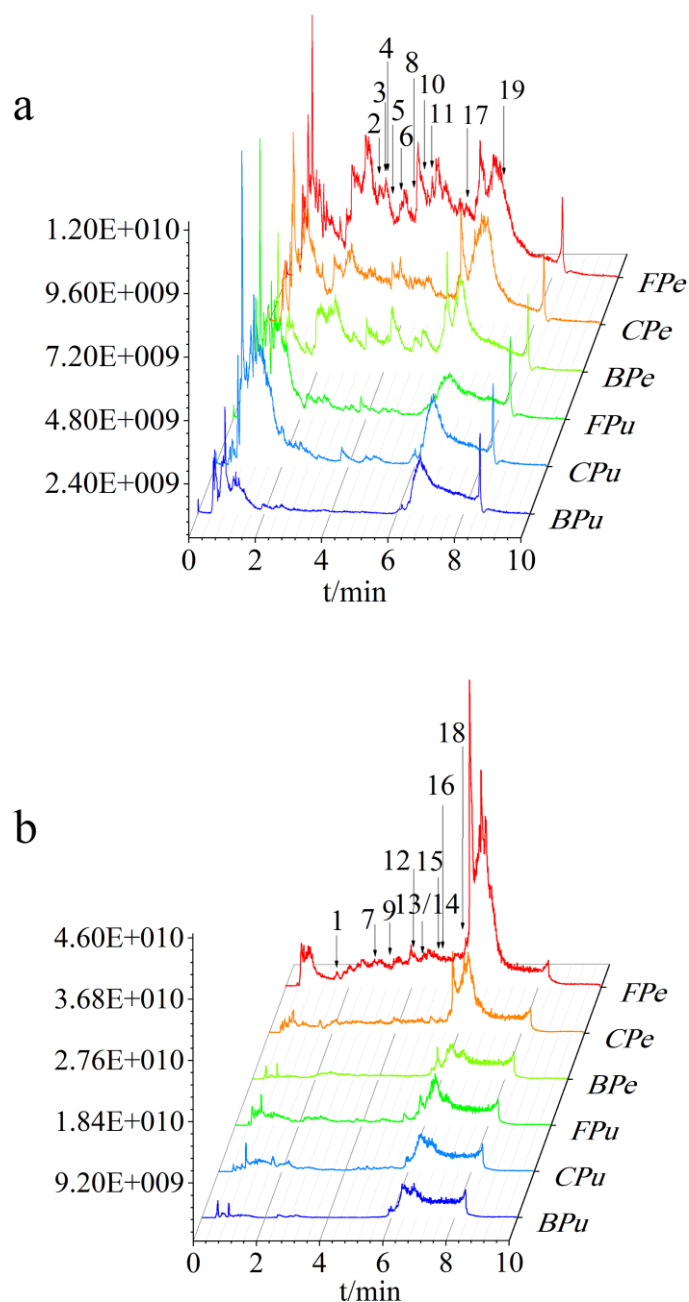 a
4
3
8
2
5
10
19
6
11
17
1.20E+010
9.60E+009
7.20E+009
4.80E+009
2.40E+009
FPe
CPe
BPe
FPu
CPu
BPu
0 2 4 6 8 10
t/min
b
18
16
12
15
1
7
9
13/14
4.60E+010
3.68E+010
2.76E+010
1.84E+010
9.20E+009
FPe
CPe
BPe
FPu
CPu
BPu
0 2 4 6 8 10
t/min